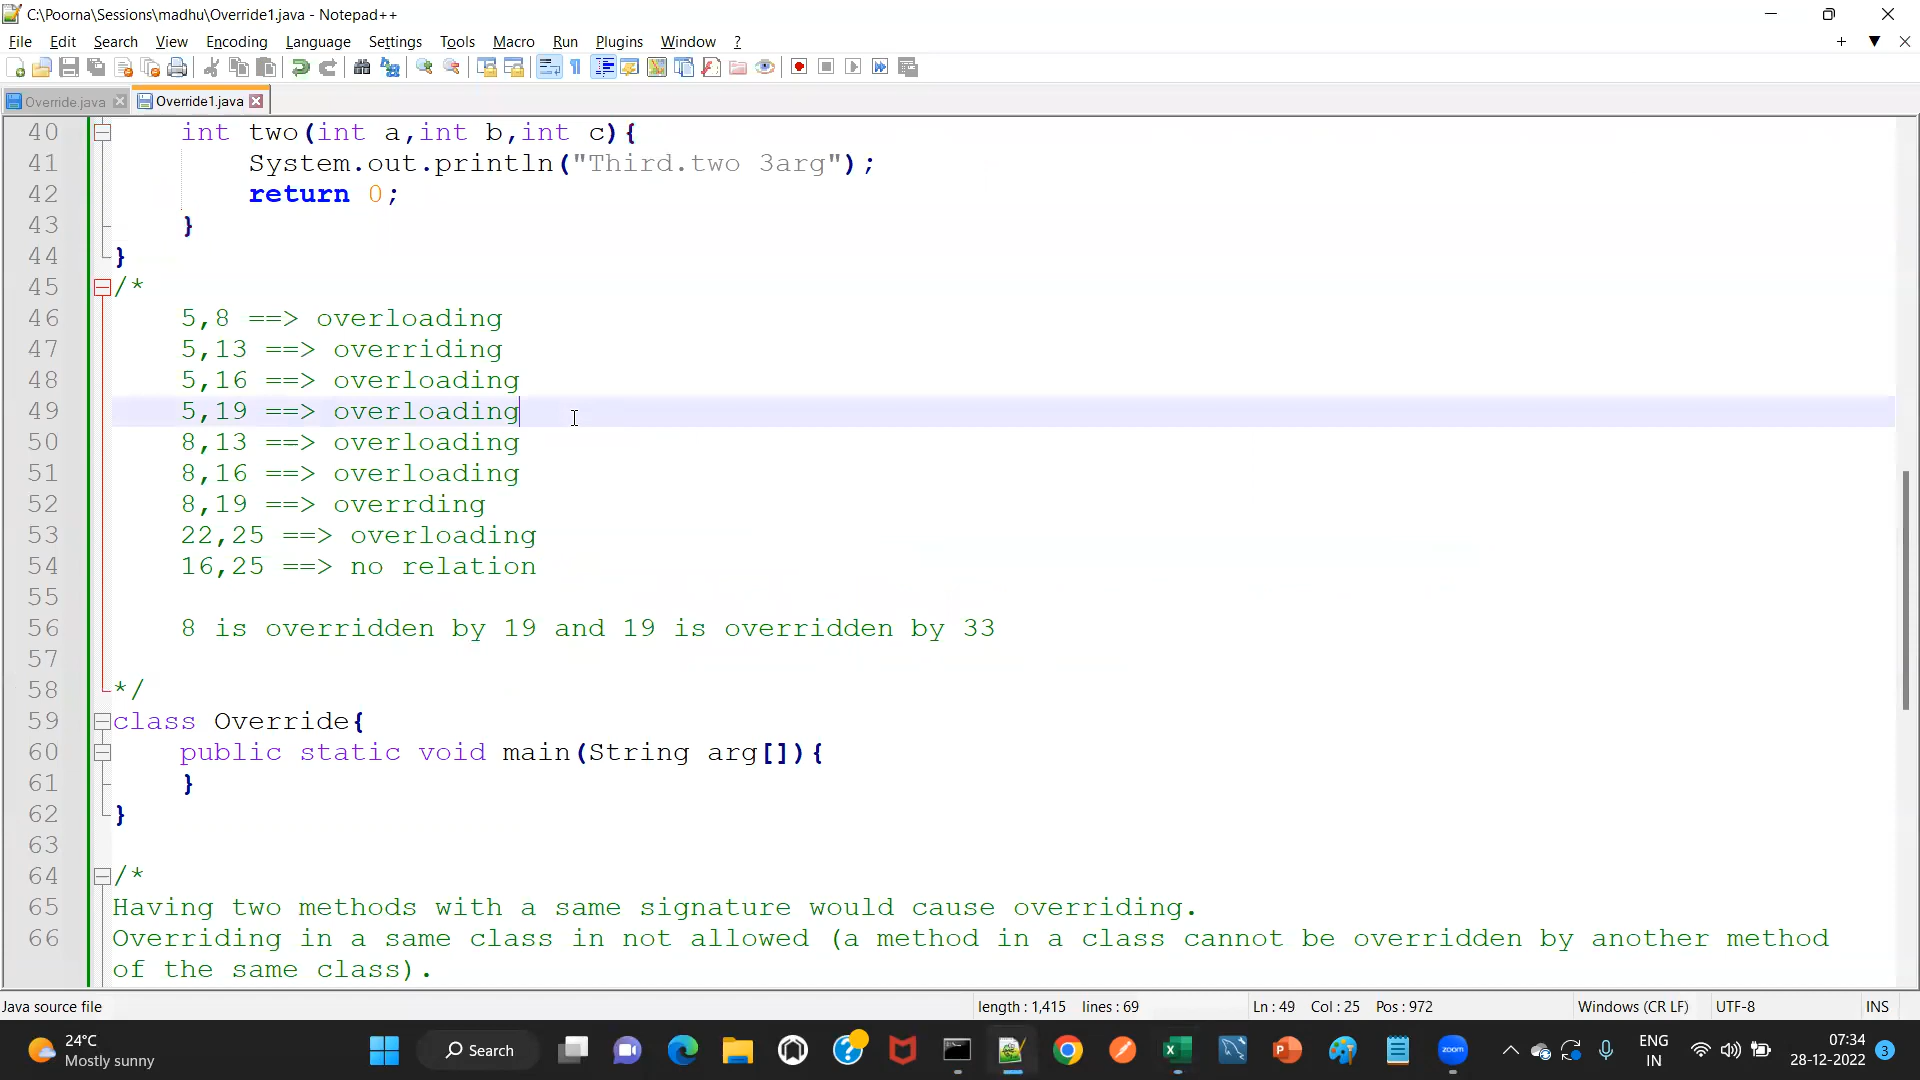 C:\Poorna\Sessions\madhu\Override1.java - Notepad++
File Edit Search View Encoding Language Settings Tools Macro Run Plugins Window ?
Override.java Override1.java
40 int two(int a,int b,int c){
41 System.out.println("Third.two 3arg");
42 return 0;
43 }
44 }
45 /*
46 5,8 ==> overloading
47 5,13 ==> overriding
48 5,16 ==> overloading
49 5,19 ==> overloading
50 8,13 ==> overloading
51 8,16 ==> overloading
52 8,19 ==> overrding
53 22,25 ==> overloading
54 16,25 ==> no relation
55
56 8 is overridden by 19 and 19 is overridden by 33
57
58 */
59 class Override{
60 public static void main(String arg[]){
61 }
62 }
63
64 /*
65 Having two methods with a same signature would cause overriding.
66 Overriding in a same class in not allowed (a method in a class cannot be overridden by another method
of the same class).
Java source file length : 1,415 lines : 69 Ln : 49 Col : 25 Pos : 972 Windows (CR LF) UTF-8 INS
24°C
Mostly sunny
Search
zoom
ENG
IN
07:34
28-12-2022
3